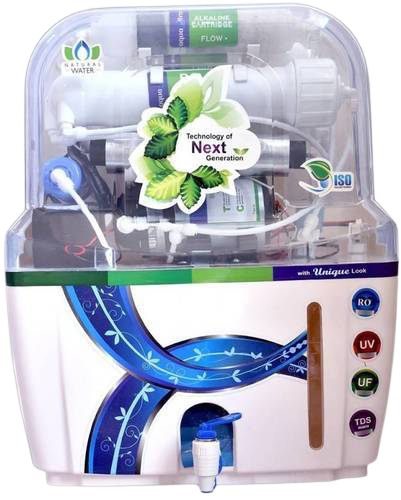 ALKALINE
CARTRIDGE
FLOW
NATURAL
WATER
Technology of
Next
Generation
ISO
with Unique Look
RO
UV
UF
TDS